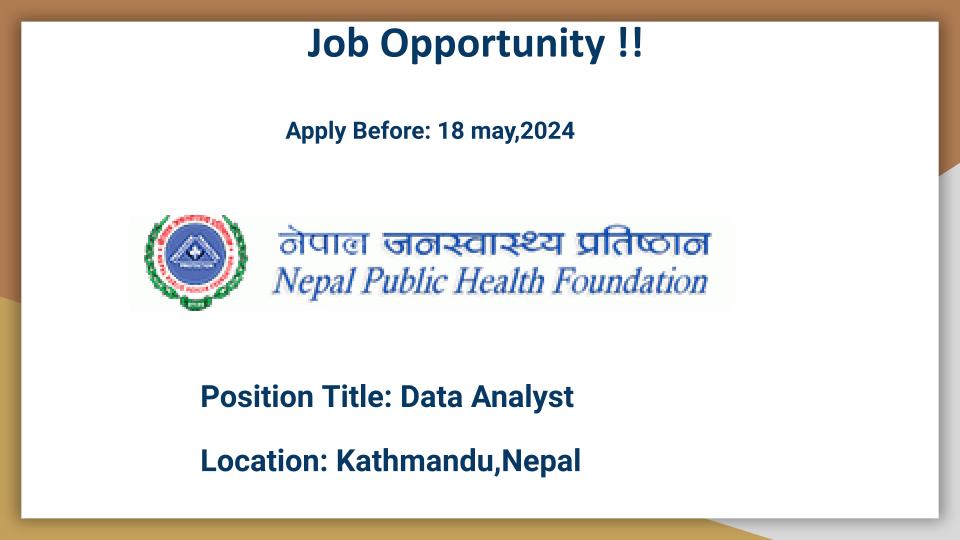 Job Opportunity !!
Apply Before: 18 may,2024
नेपाल जनस्वास्थ्य प्रतिष्ठान
Nepal Public Health Foundation
Position Title: Data Analyst
Location: Kathmandu,Nepal